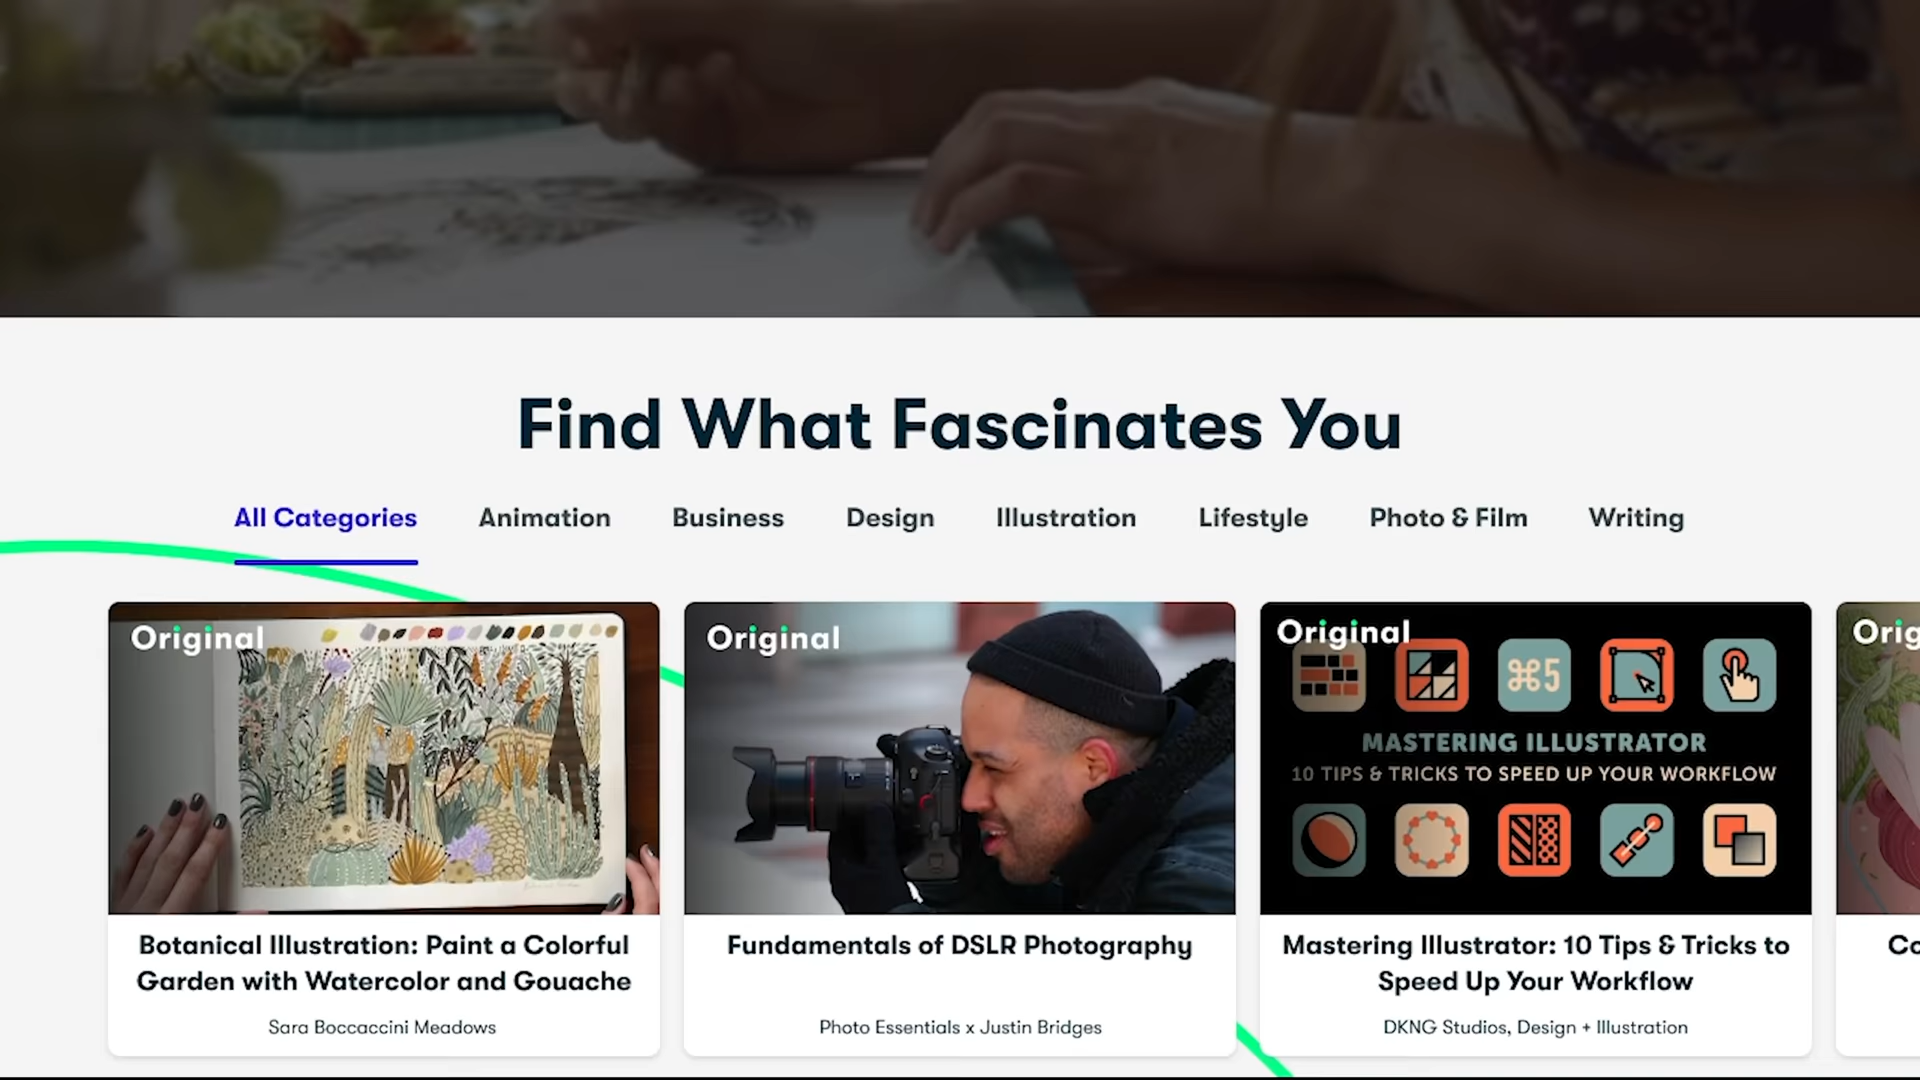 Find What Fascinates You
All Categories Animation Business Design Illustration Lifestyle Photo & Film Writing
Original
Original
Original
⌘5
MASTERING ILLUSTRATOR
10 TIPS & TRICKS TO SPEED UP YOUR WORKFLOW
Orig
Botanical Illustration: Paint a Colorful
Garden with Watercolor and Gouache
Sara Boccaccini Meadows
Fundamentals of DSLR Photography
Photo Essentials x Justin Bridges
Mastering Illustrator: 10 Tips & Tricks to
Speed Up Your Workflow
DKNG Studios, Design + Illustration
Co